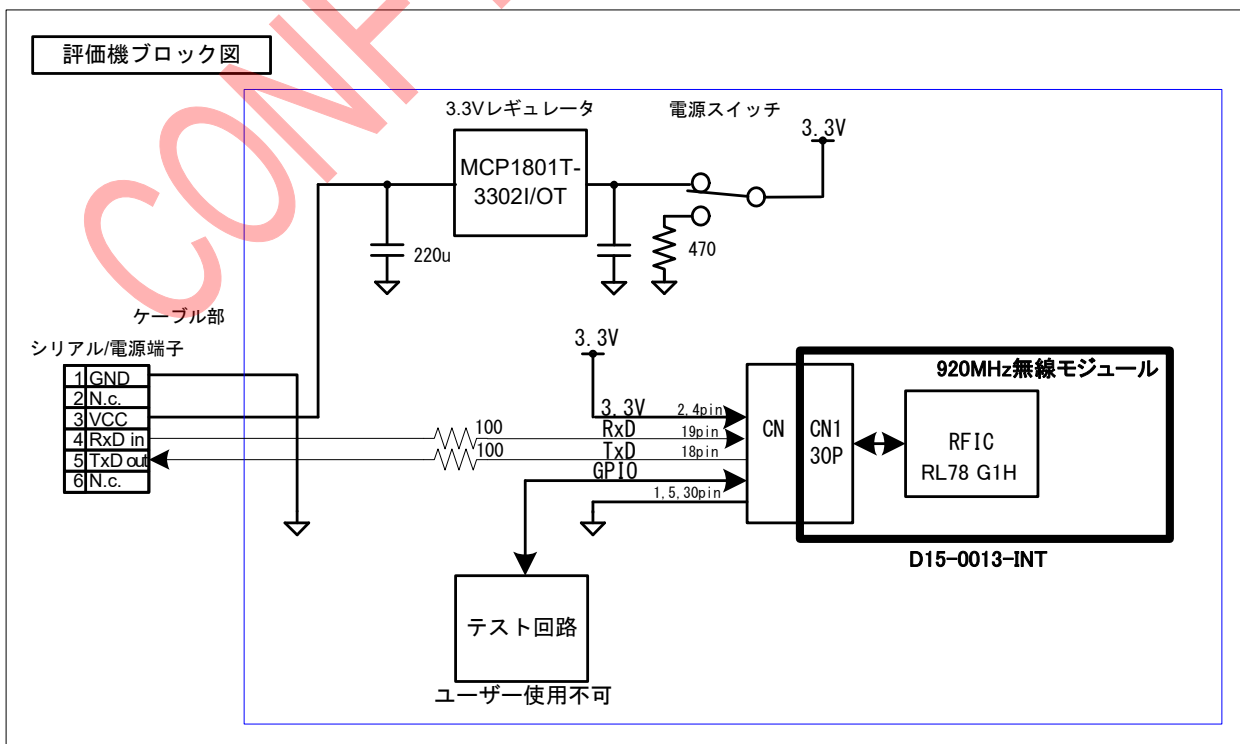 評価機ブロック図
3.3Vレギュレータ
電源スイッチ
3.3V
MCP1801T-
3302I/OT
220u
470
ケーブル部
シリアル/電源端子
1 GND
2 N.c.
3 VCC
4 RxD in
5 TxD out
6 N.c.
3.3V
3.3V 2,4pin
100 RxD 19pin
100 TxD 18pin
GPIO
1,5,30pin
CN
CN1
30P
920MHz無線モジュール
RFIC
RL78 G1H
D15-0013-INT
テスト回路
ユーザー使用不可